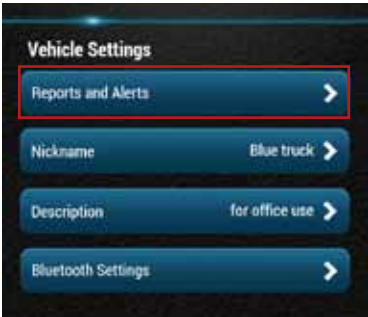 Vehicle Settings
Reports and Alerts
Nickname Blue truck
Description for office use
Bluetooth Settings